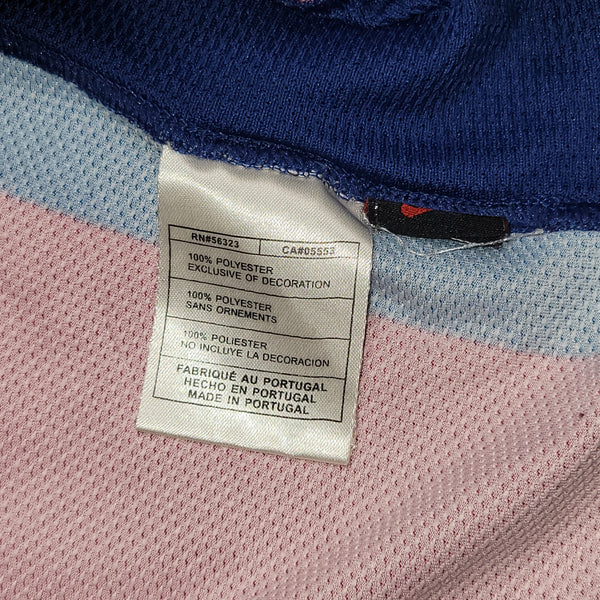 RN#56323 CA#05553
100% POLYESTER
EXCLUSIVE OF DECORATION
100% POLYESTER
SANS ORNEMENTS
100% POLIESTER
NO INCLUYE LA DECORACION
FABRIQUÉ AU PORTUGAL
HECHO EN PORTUGAL
MADE IN PORTUGAL